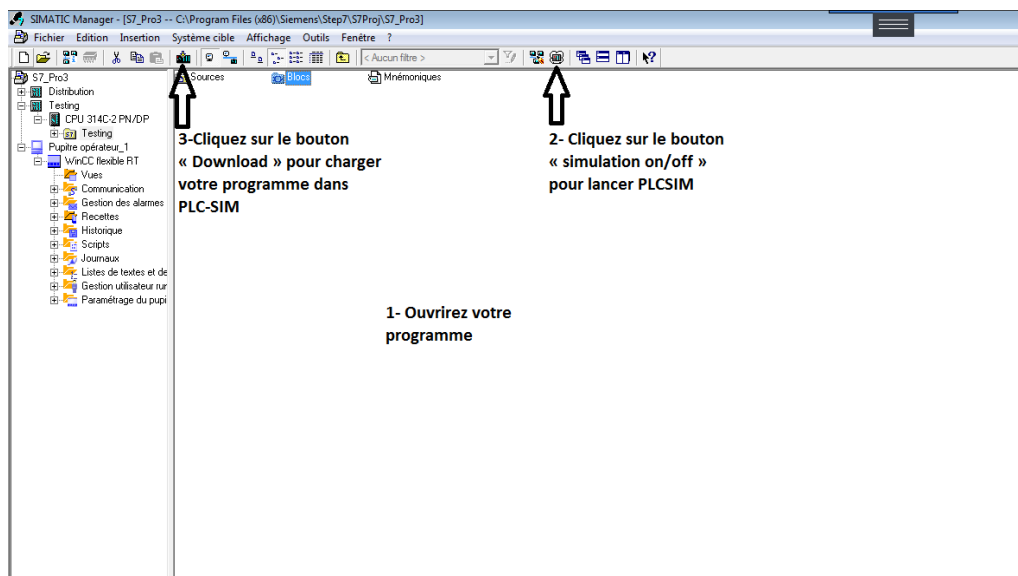 SIMATIC Manager - [S7_Pro3 -- C:\Program Files (x86)\Siemens\Step7\S7Proj\S7_Pro3]
Fichier Edition Insertion Système cible Affichage Outils Fenêtre ?
< Aucun filtre >
S7_Pro3
Distribution
Testing
CPU 314C-2 PN/DP
Testing
Pupitre opérateur_1
WinCC flexible RT
Vues
Communication
Gestion des alarmes
Recettes
Historique
Scripts
Journaux
Listes de textes et de
Gestion utilisateur rur
Paramétrage du pupi
Sources Blocs Mnémoniques
3-Cliquez sur le bouton
« Download » pour charger
votre programme dans
PLC-SIM
2- Cliquez sur le bouton
« simulation on/off »
pour lancer PLCSIM
1- Ouvrirez votre
programme